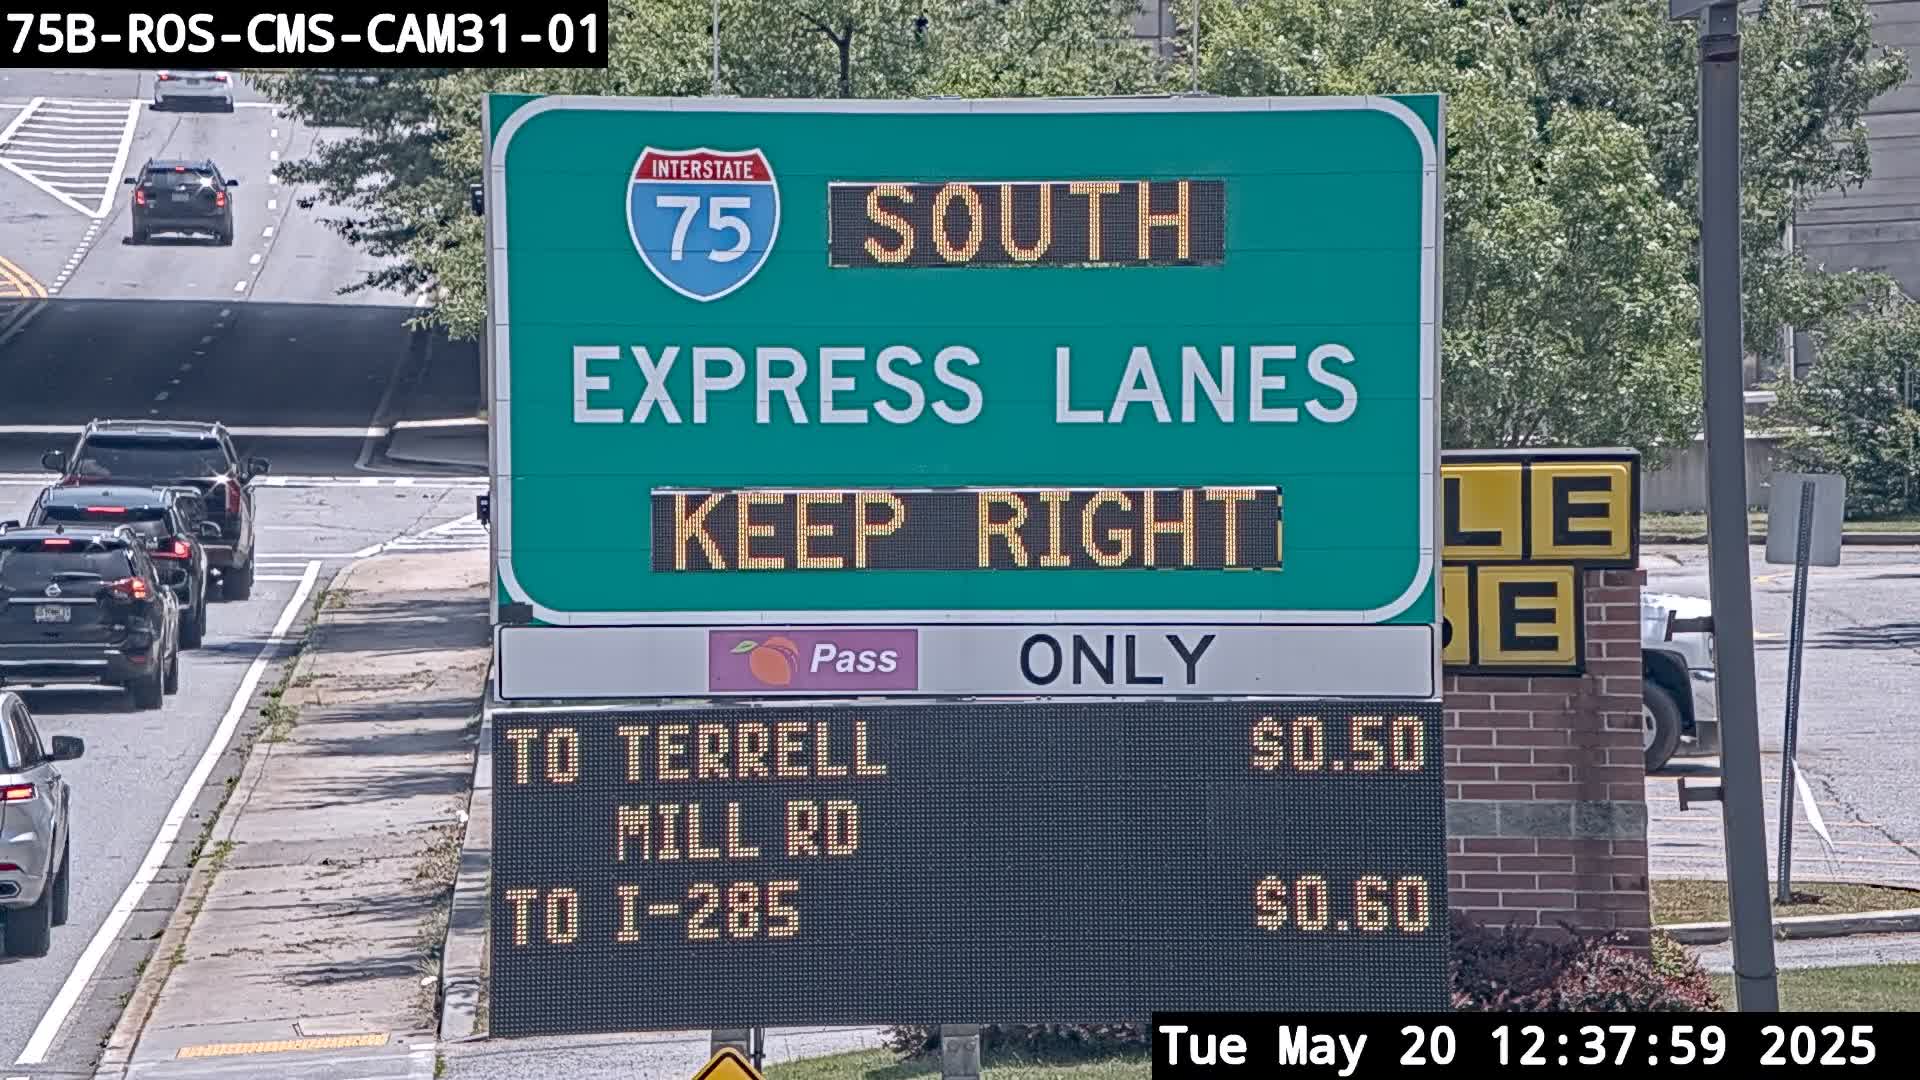 75B-ROS-CMS-CAM31-01
INTERSTATE
75
SOUTH
EXPRESS LANES
KEEP RIGHT
Pass ONLY
TO TERRELL $0.50
MILL RD
TO I-285 $0.60
LE
E
Tue May 20 12:37:59 2025